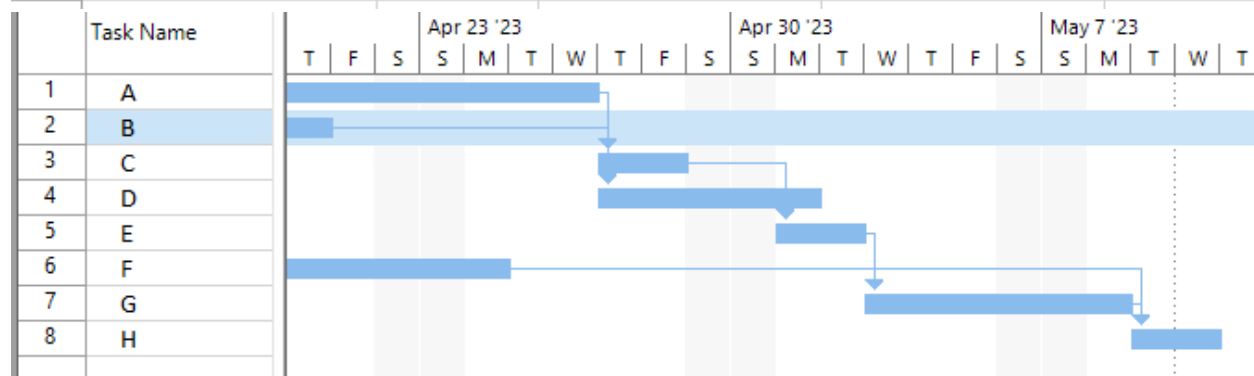 Task Name
Apr 23 '23 Apr 30 '23 May 7 '23
T F S S M T W T F S S M T W T F S S M T W T
1 A
2 B
3 C
4 D
5 E
6 F
7 G
8 H